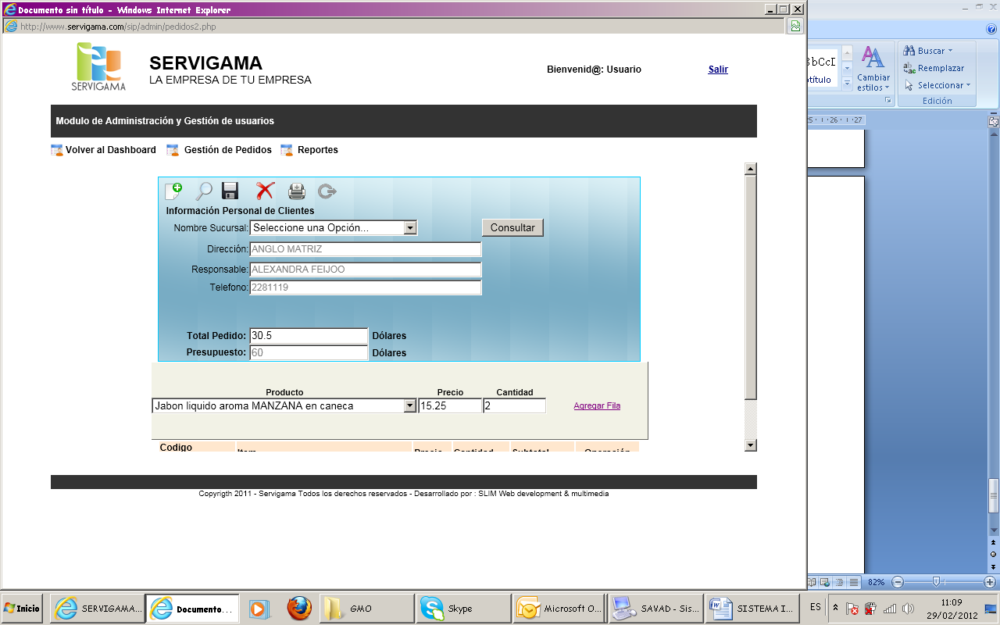 Documento sin título - Windows Internet Explorer
http://www.servigama.com/sip/admin/pedidos2.php
SERVIGAMA
SERVIGAMA
LA EMPRESA DE TU EMPRESA
Bienvenid@: Usuario
Salir
Modulo de Administración y Gestión de usuarios
Volver al Dashboard
Gestión de Pedidos
Reportes
Información Personal de Clientes
Nombre Sucursal: Seleccione una Opción...
Consultar
Dirección: ANGLO MATRIZ
Responsable: ALEXANDRA FEIJOO
Telefono: 2281119
Total Pedido: 30.5 Dólares
Presupuesto: 60 Dólares
Producto Precio Cantidad
Jabon liquido aroma MANZANA en caneca 15.25 2 Agregar Fila
Codigo Item Precio Cantidad Subtotal Operación
Copyrigth 2011 - Servigama Todos los derechos reservados - Desarrollado por : SLIM Web development & multimedia
Buscar
Reemplazar
Seleccionar
Edición
Cambiar
estilos
bCcI
título
25 26 27
82%
Inicio
SERVIGAMA...
Documento...
GMO
Skype
Microsoft O...
SAVAD - Sis...
SISTEMA I...
ES
11:09
29/02/2012